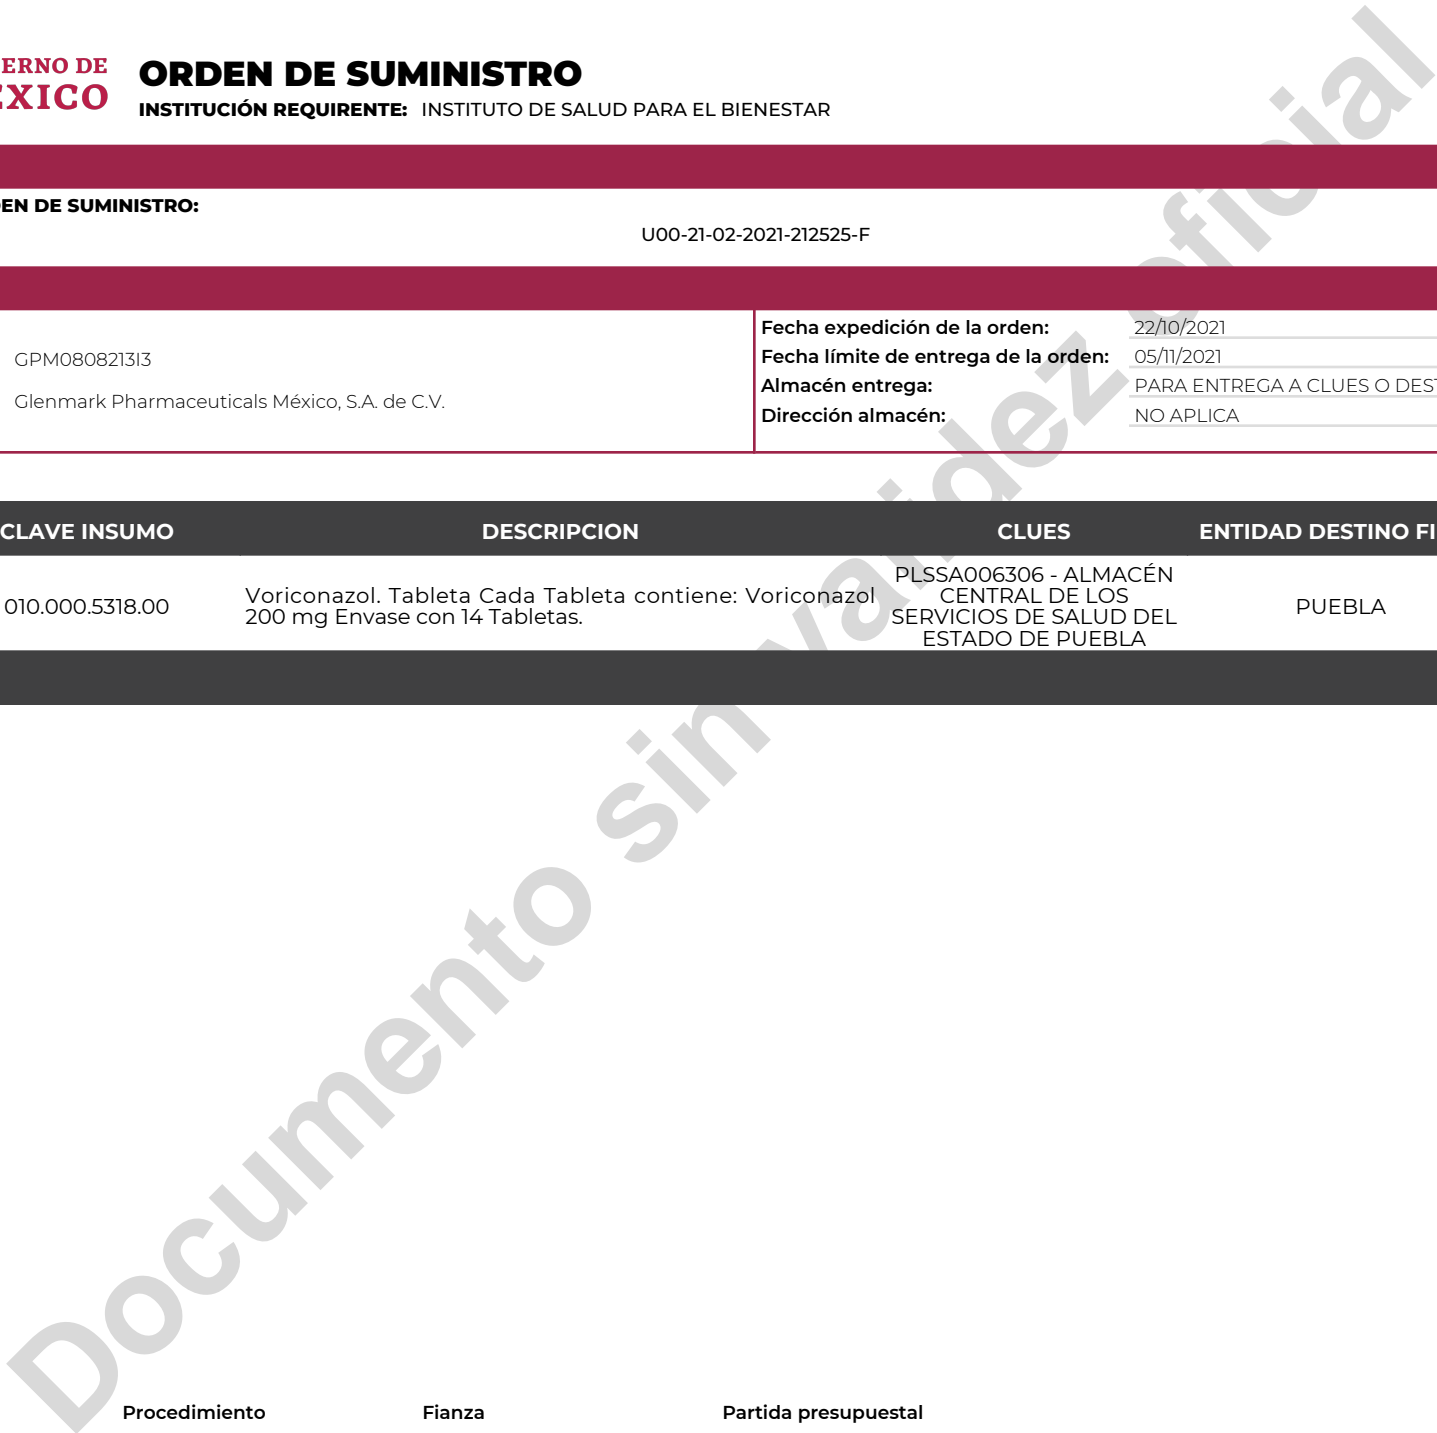 ERNO DE
ÉXICO
ORDEN DE SUMINISTRO
INSTITUCIÓN REQUIRENTE: INSTITUTO DE SALUD PARA EL BIENESTAR
EN DE SUMINISTRO:
U00-21-02-2021-212525-F
GPM0808213I3
Glenmark Pharmaceuticals México, S.A. de C.V.
Fecha expedición de la orden: 22/10/2021
Fecha límite de entrega de la orden: 05/11/2021
Almacén entrega: PARA ENTREGA A CLUES O DEST
Dirección almacén: NO APLICA
CLAVE INSUMO DESCRIPCION CLUES ENTIDAD DESTINO FI
010.000.5318.00
Voriconazol. Tableta Cada Tableta contiene: Voriconazol
200 mg Envase con 14 Tabletas.
PLSSA006306 - ALMACÉN
CENTRAL DE LOS
SERVICIOS DE SALUD DEL
ESTADO DE PUEBLA
PUEBLA
Documento sin validez oficial
Procedimiento Fianza Partida presupuestal